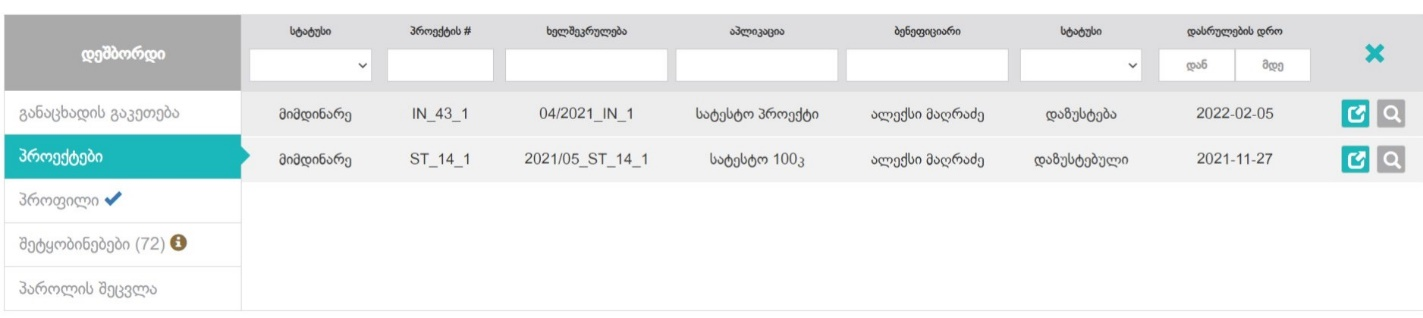 დეშბორდი
სტატუსი პროექტის # ხელშეკრულება აპლიკაცია ბენეფიციარი სტატუსი დასრულების დრო
დან მდე
განაცხადის გაკეთება
პროექტები
პროფილი
შეტყობინებები (72)
პაროლის შეცვლა
მიმდინარე IN_43_1 04/2021_IN_1 სატესტო პროექტი ალექსი მაღრაძე დაზუსტება 2022-02-05
მიმდინარე ST_14_1 2021/05_ST_14_1 სატესტო 100კ ალექსი მაღრაძე დაზუსტებული 2021-11-27